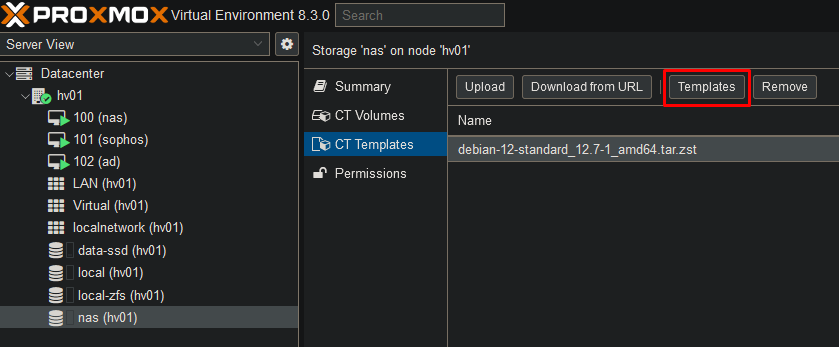 PROXMOX Virtual Environment 8.3.0 Search
Server View
Datacenter
hv01
100 (nas)
101 (sophos)
102 (ad)
LAN (hv01)
Virtual (hv01)
localnetwork (hv01)
data-ssd (hv01)
local (hv01)
local-zfs (hv01)
nas (hv01)
Storage 'nas' on node 'hv01'
Summary
CT Volumes
CT Templates
Permissions
Upload Download from URL Templates Remove
Name
debian-12-standard_12.7-1_amd64.tar.zst